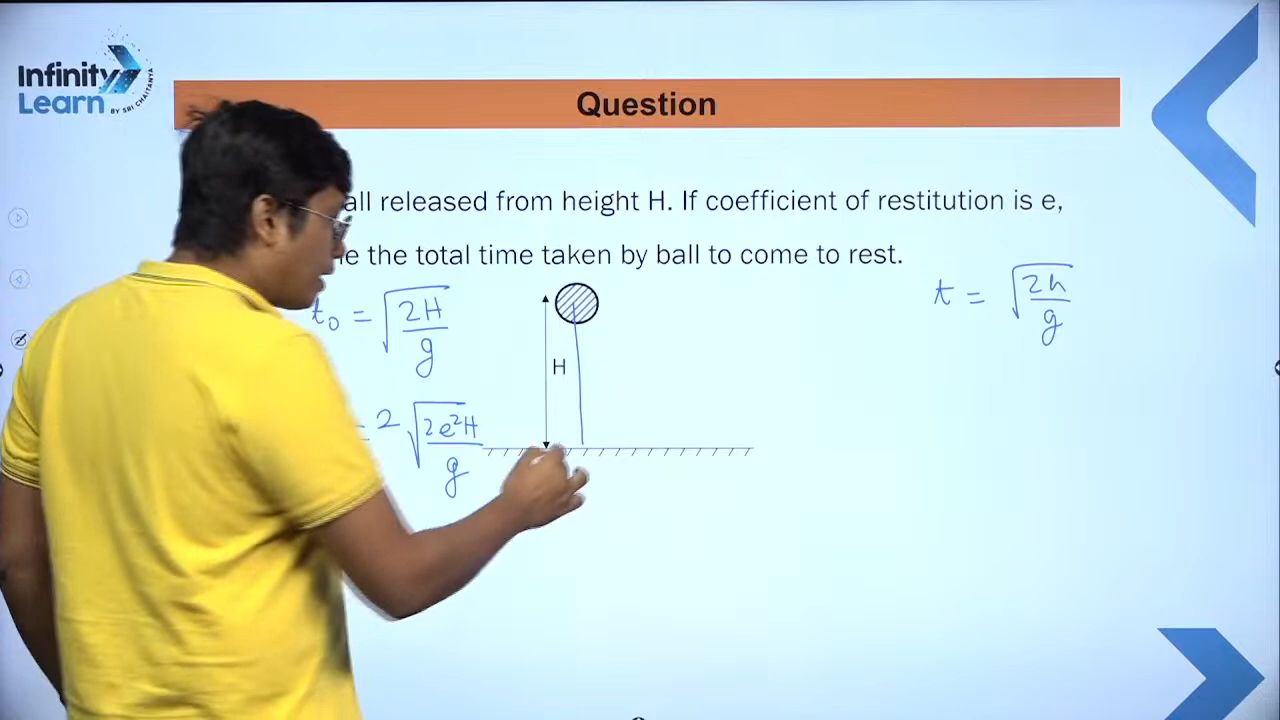 Infinity
Learn
BY SRI CHAITANYA
Question
all released from height H. If coefficient of restitution is e,
e the total time taken by ball to come to rest.
t = √(2h/g)
t₀ = √(2H/g)
H
= 2 √(2e²H/g)